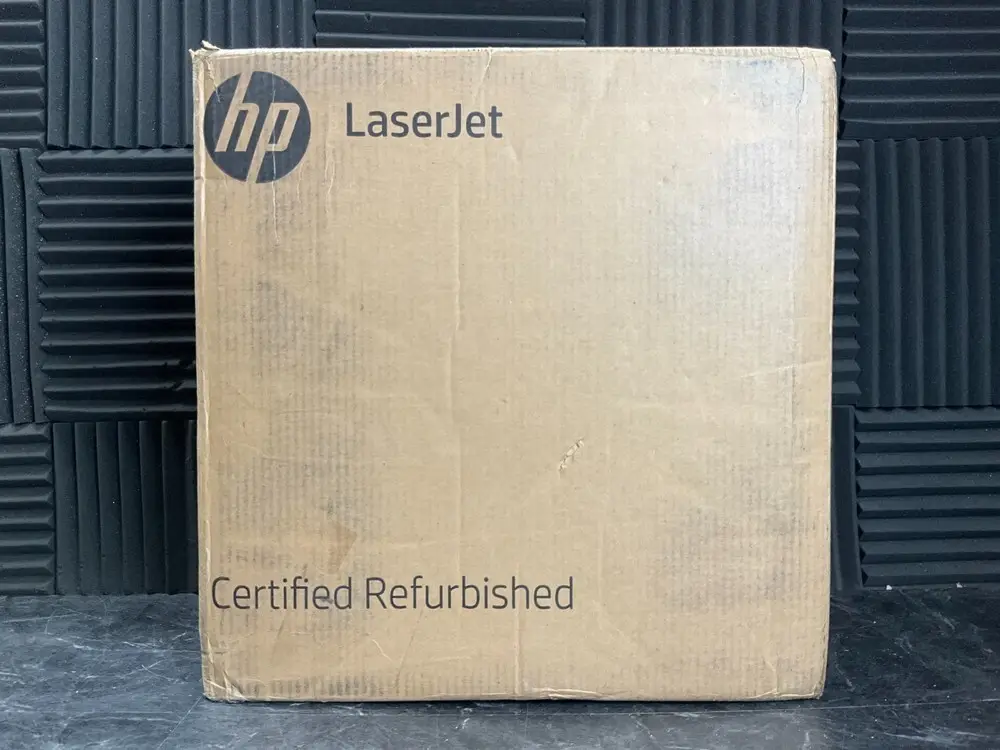 hp LaserJet
Certified Refurbished